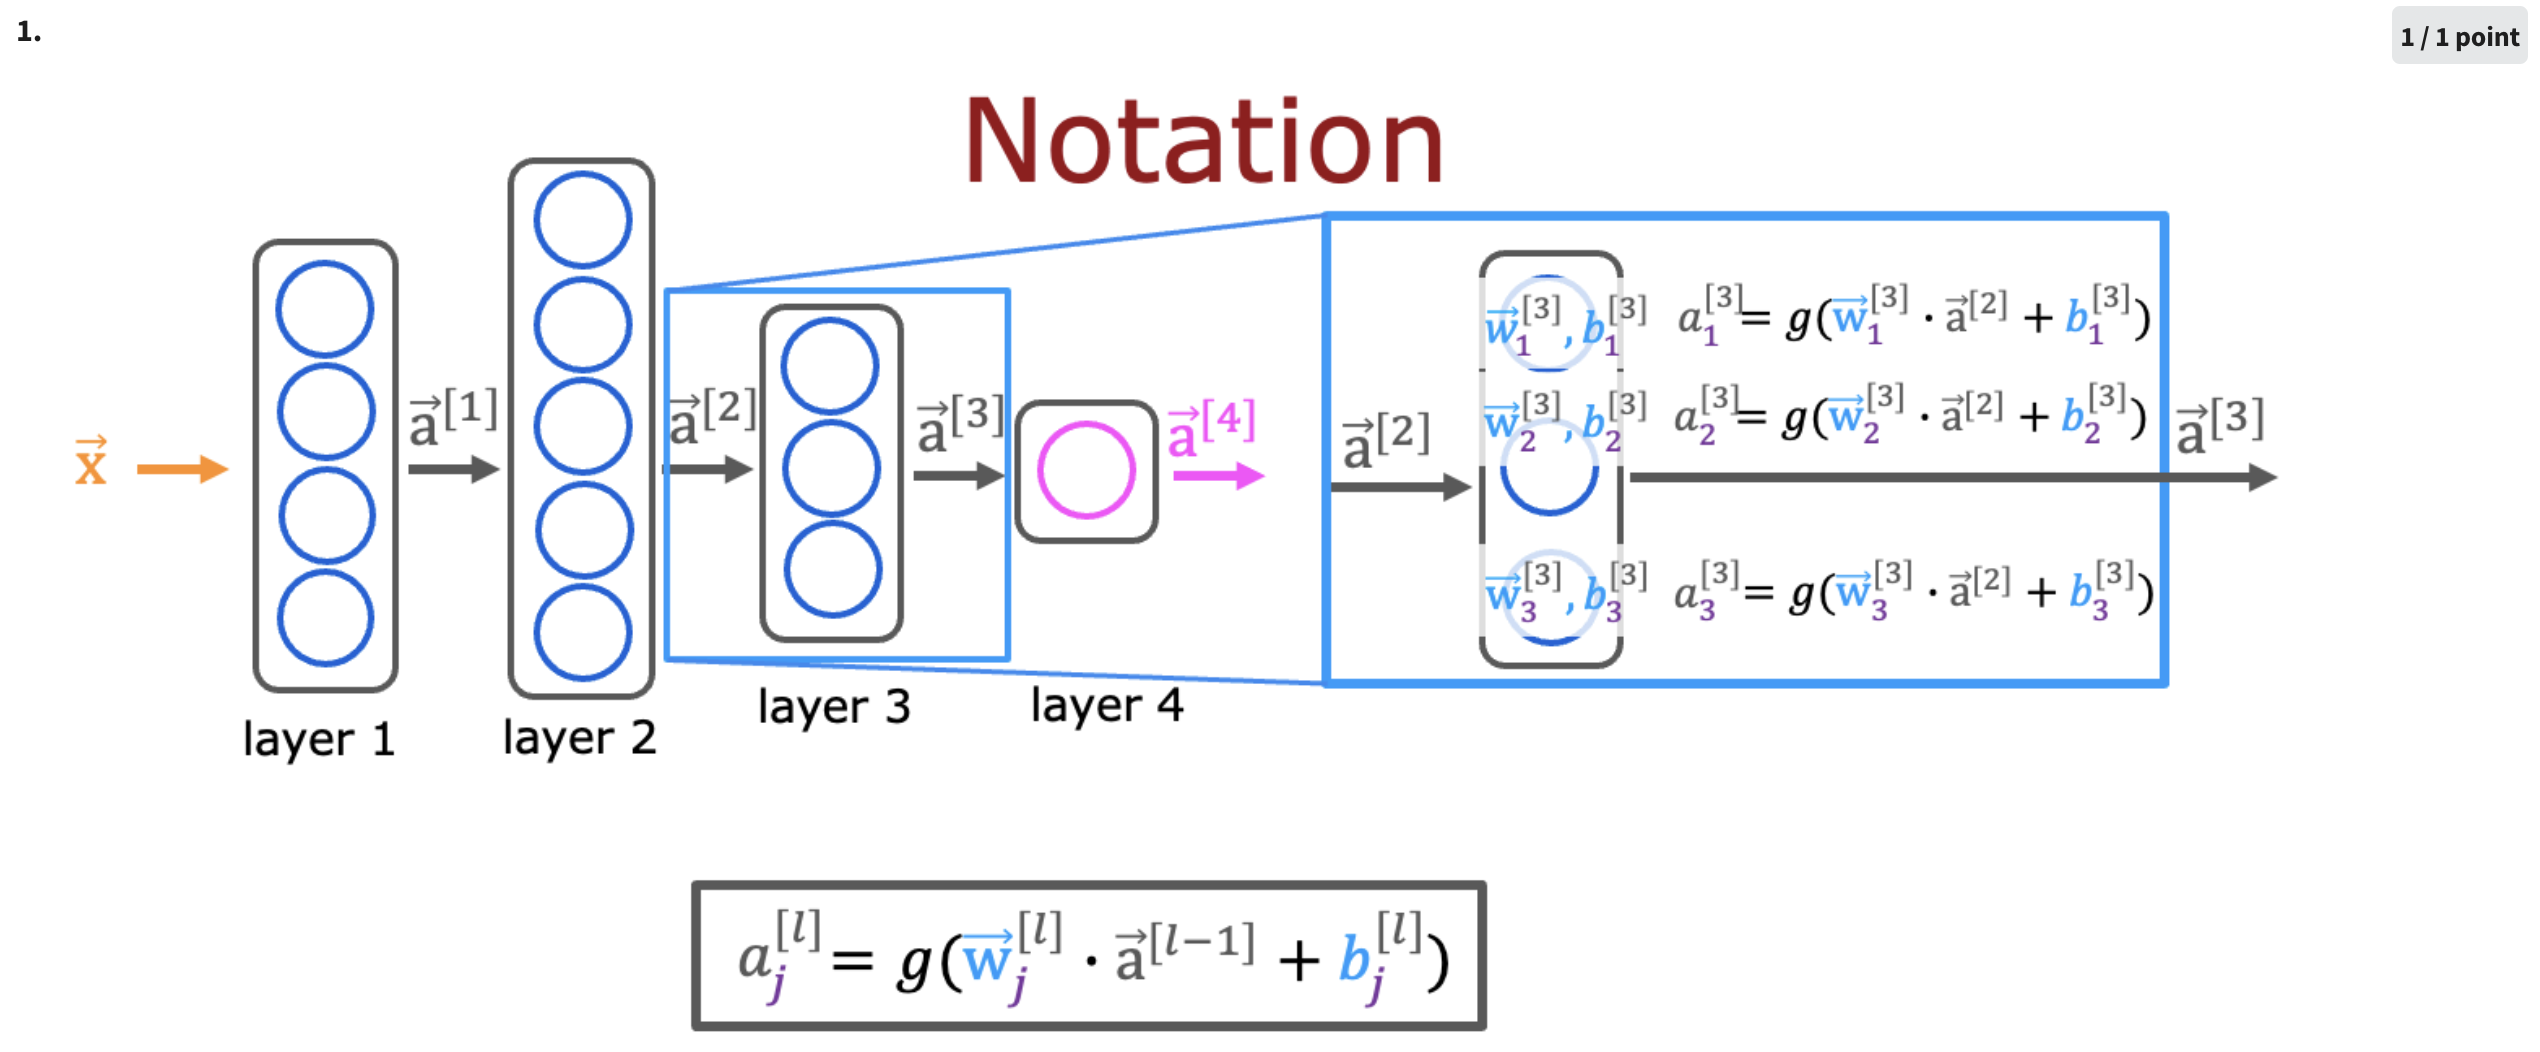 1.
1 / 1 point
Notation
x⃗
a⃗[1]
a⃗[2]
a⃗[3]
a⃗[4]
layer 1
layer 2
layer 3
layer 4
a⃗[2]
w⃗₁[3], b₁[3]
a₁[3] = g(w⃗₁[3] · a⃗[2] + b₁[3])
w⃗₂[3], b₂[3]
a₂[3] = g(w⃗₂[3] · a⃗[2] + b₂[3])
w⃗₃[3], b₃[3]
a₃[3] = g(w⃗₃[3] · a⃗[2] + b₃[3])
a⃗[3]
aⱼ[l] = g(w⃗ⱼ[l] · a⃗[l−1] + bⱼ[l])